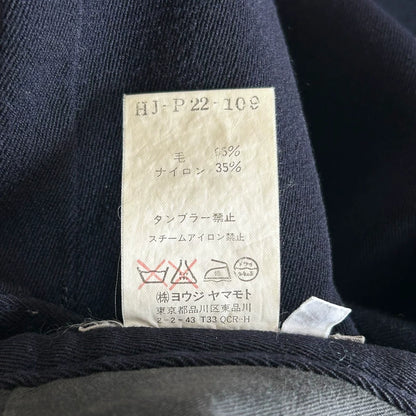 HJ-P22-109
毛 65%
ナイロン 35%
タンブラー禁止
スチームアイロン禁止
㈱ヨウジ ヤマモト
東京都品川区東品川
2-2-43 T33 QCR-H